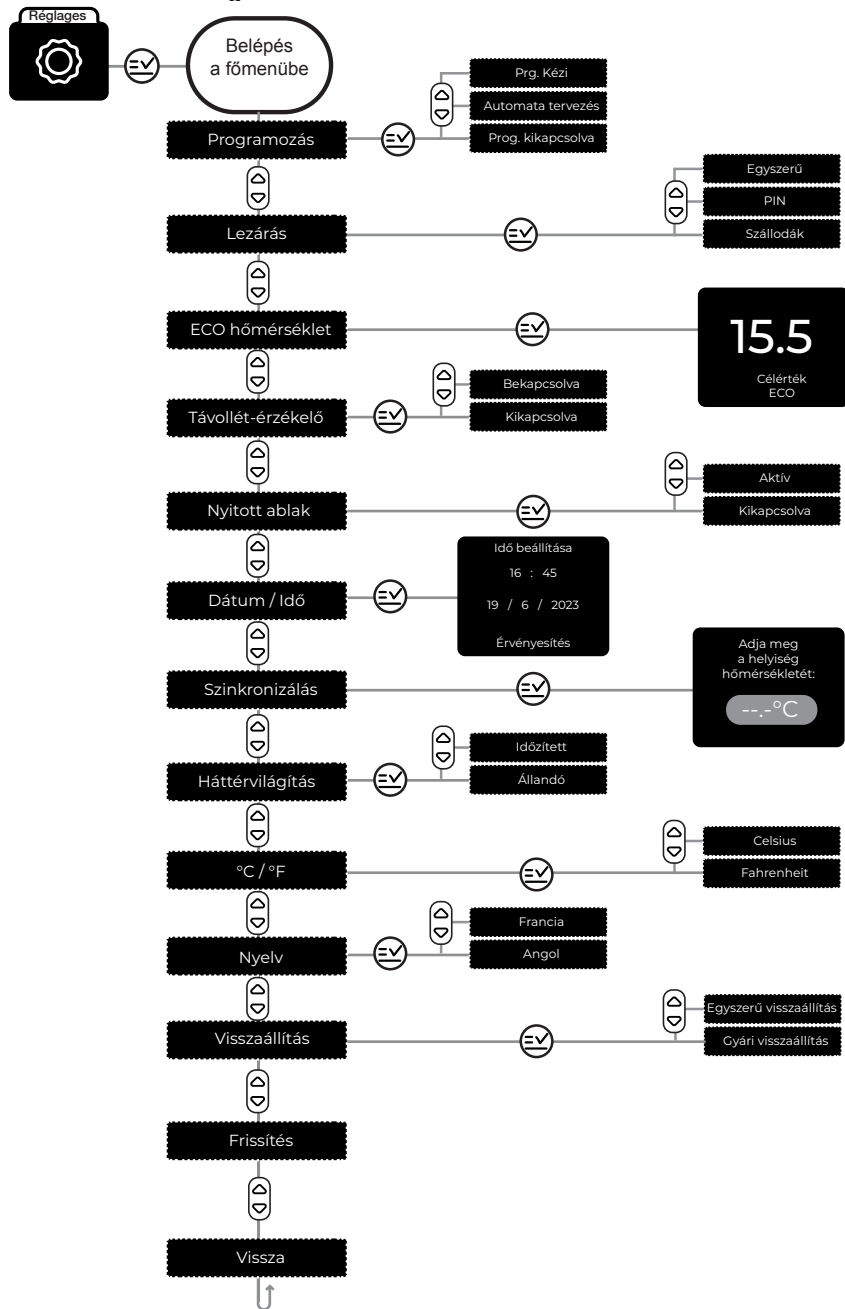 Réglages
Belépés
a főmenübe
Programozás
Prg. Kézi
Automata tervezés
Prog. kikapcsolva
Lezárás
Egyszerű
PIN
Szállodák
ECO hőmérséklet
15.5
Célérték
ECO
Távollét-érzékelő
Bekapcsolva
Kikapcsolva
Nyitott ablak
Aktív
Kikapcsolva
Dátum / Idő
Idő beállítása
16 : 45
19 / 6 / 2023
Érvényesítés
Szinkronizálás
Adja meg
a helyiség
hőmérsékletét:
--.-°C
Háttérvilágítás
Időzített
Állandó
°C / °F
Celsius
Fahrenheit
Nyelv
Francia
Angol
Visszaállítás
Egyszerű visszaállítás
Gyári visszaállítás
Frissítés
Vissza